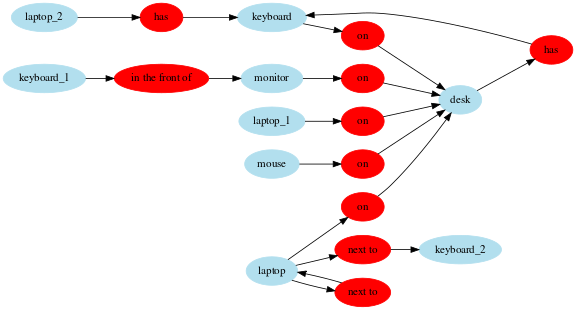 laptop_2
has
keyboard
on
has
keyboard_1
in the front of
monitor
on
desk
laptop_1
on
mouse
on
on
next to
keyboard_2
laptop
next to